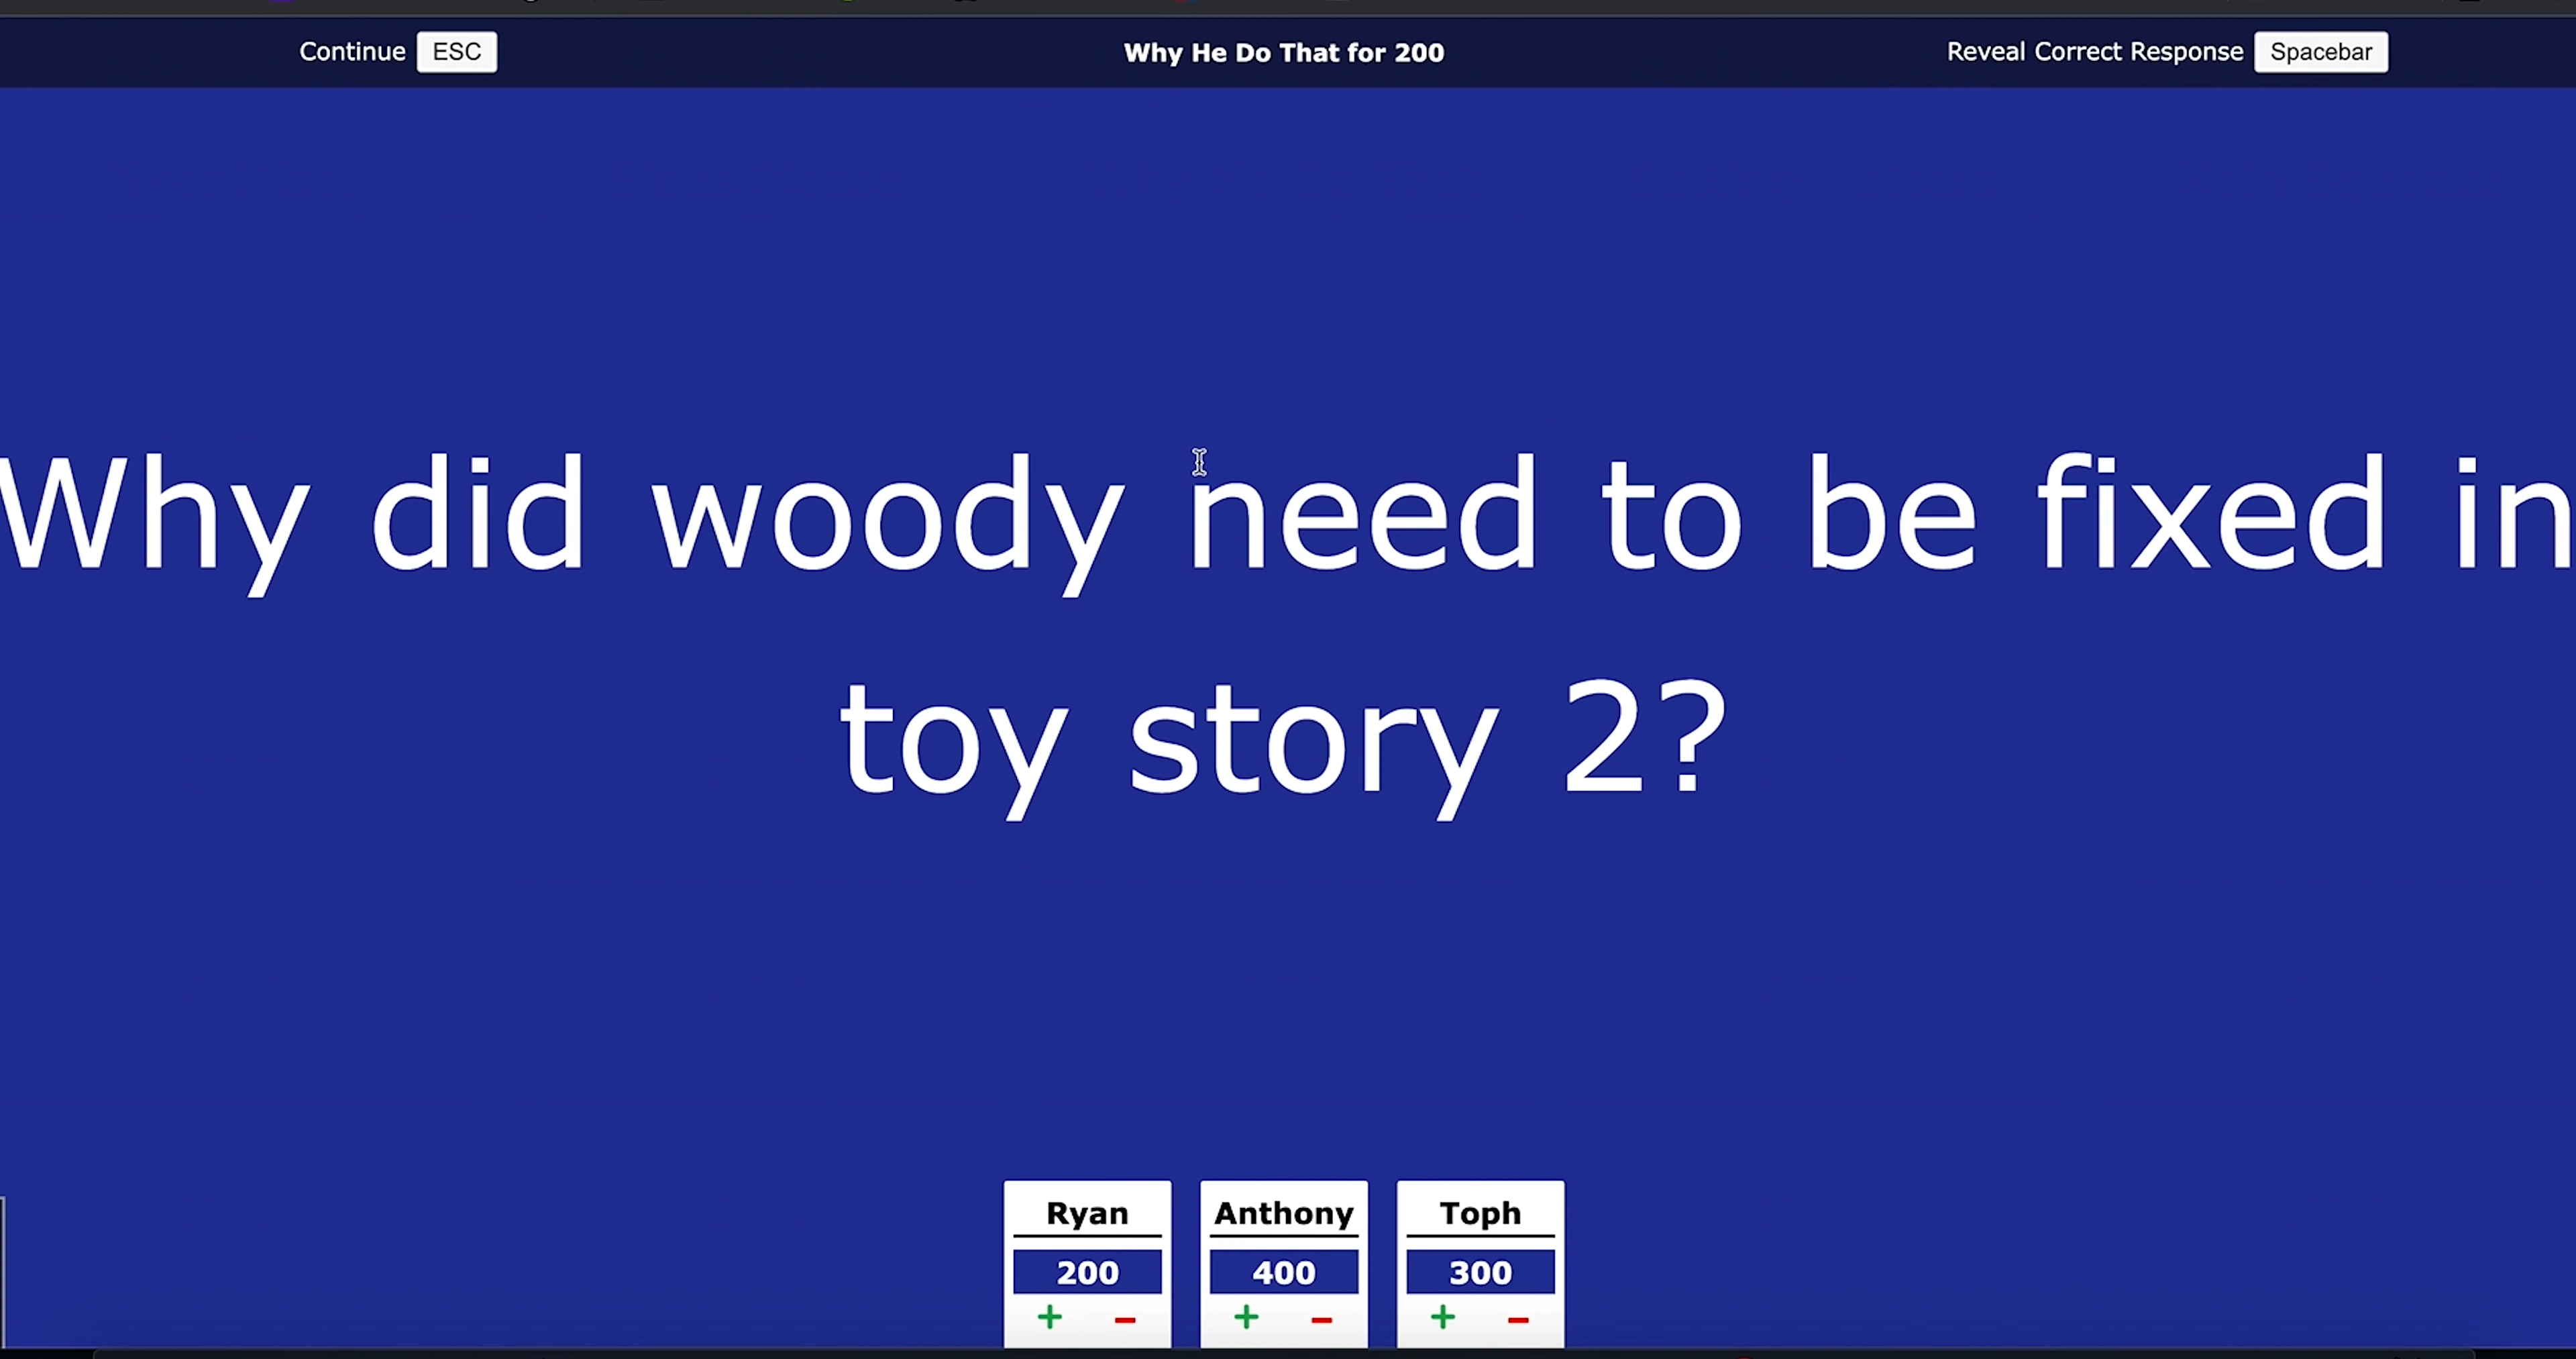 Continue ESC Why He Do That for 200 Reveal Correct Response Spacebar
Why did woody need to be fixed in
toy story 2?
Ryan Anthony Toph
200 400 300
+ - + - + -